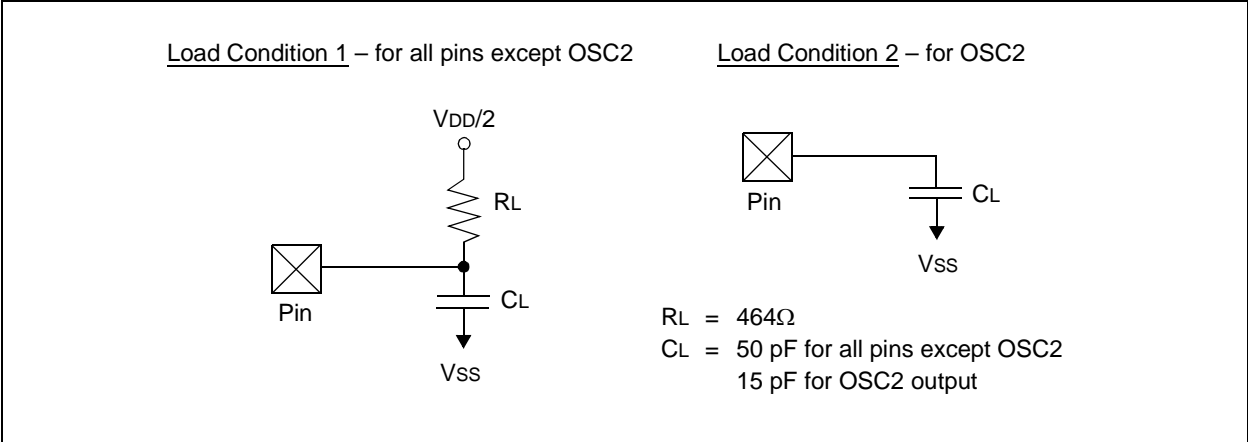 Load Condition 1 – for all pins except OSC2
Load Condition 2 – for OSC2
VDD/2
RL
Pin
CL
VSS
Pin
CL
VSS
RL = 464Ω
CL = 50 pF for all pins except OSC2
15 pF for OSC2 output